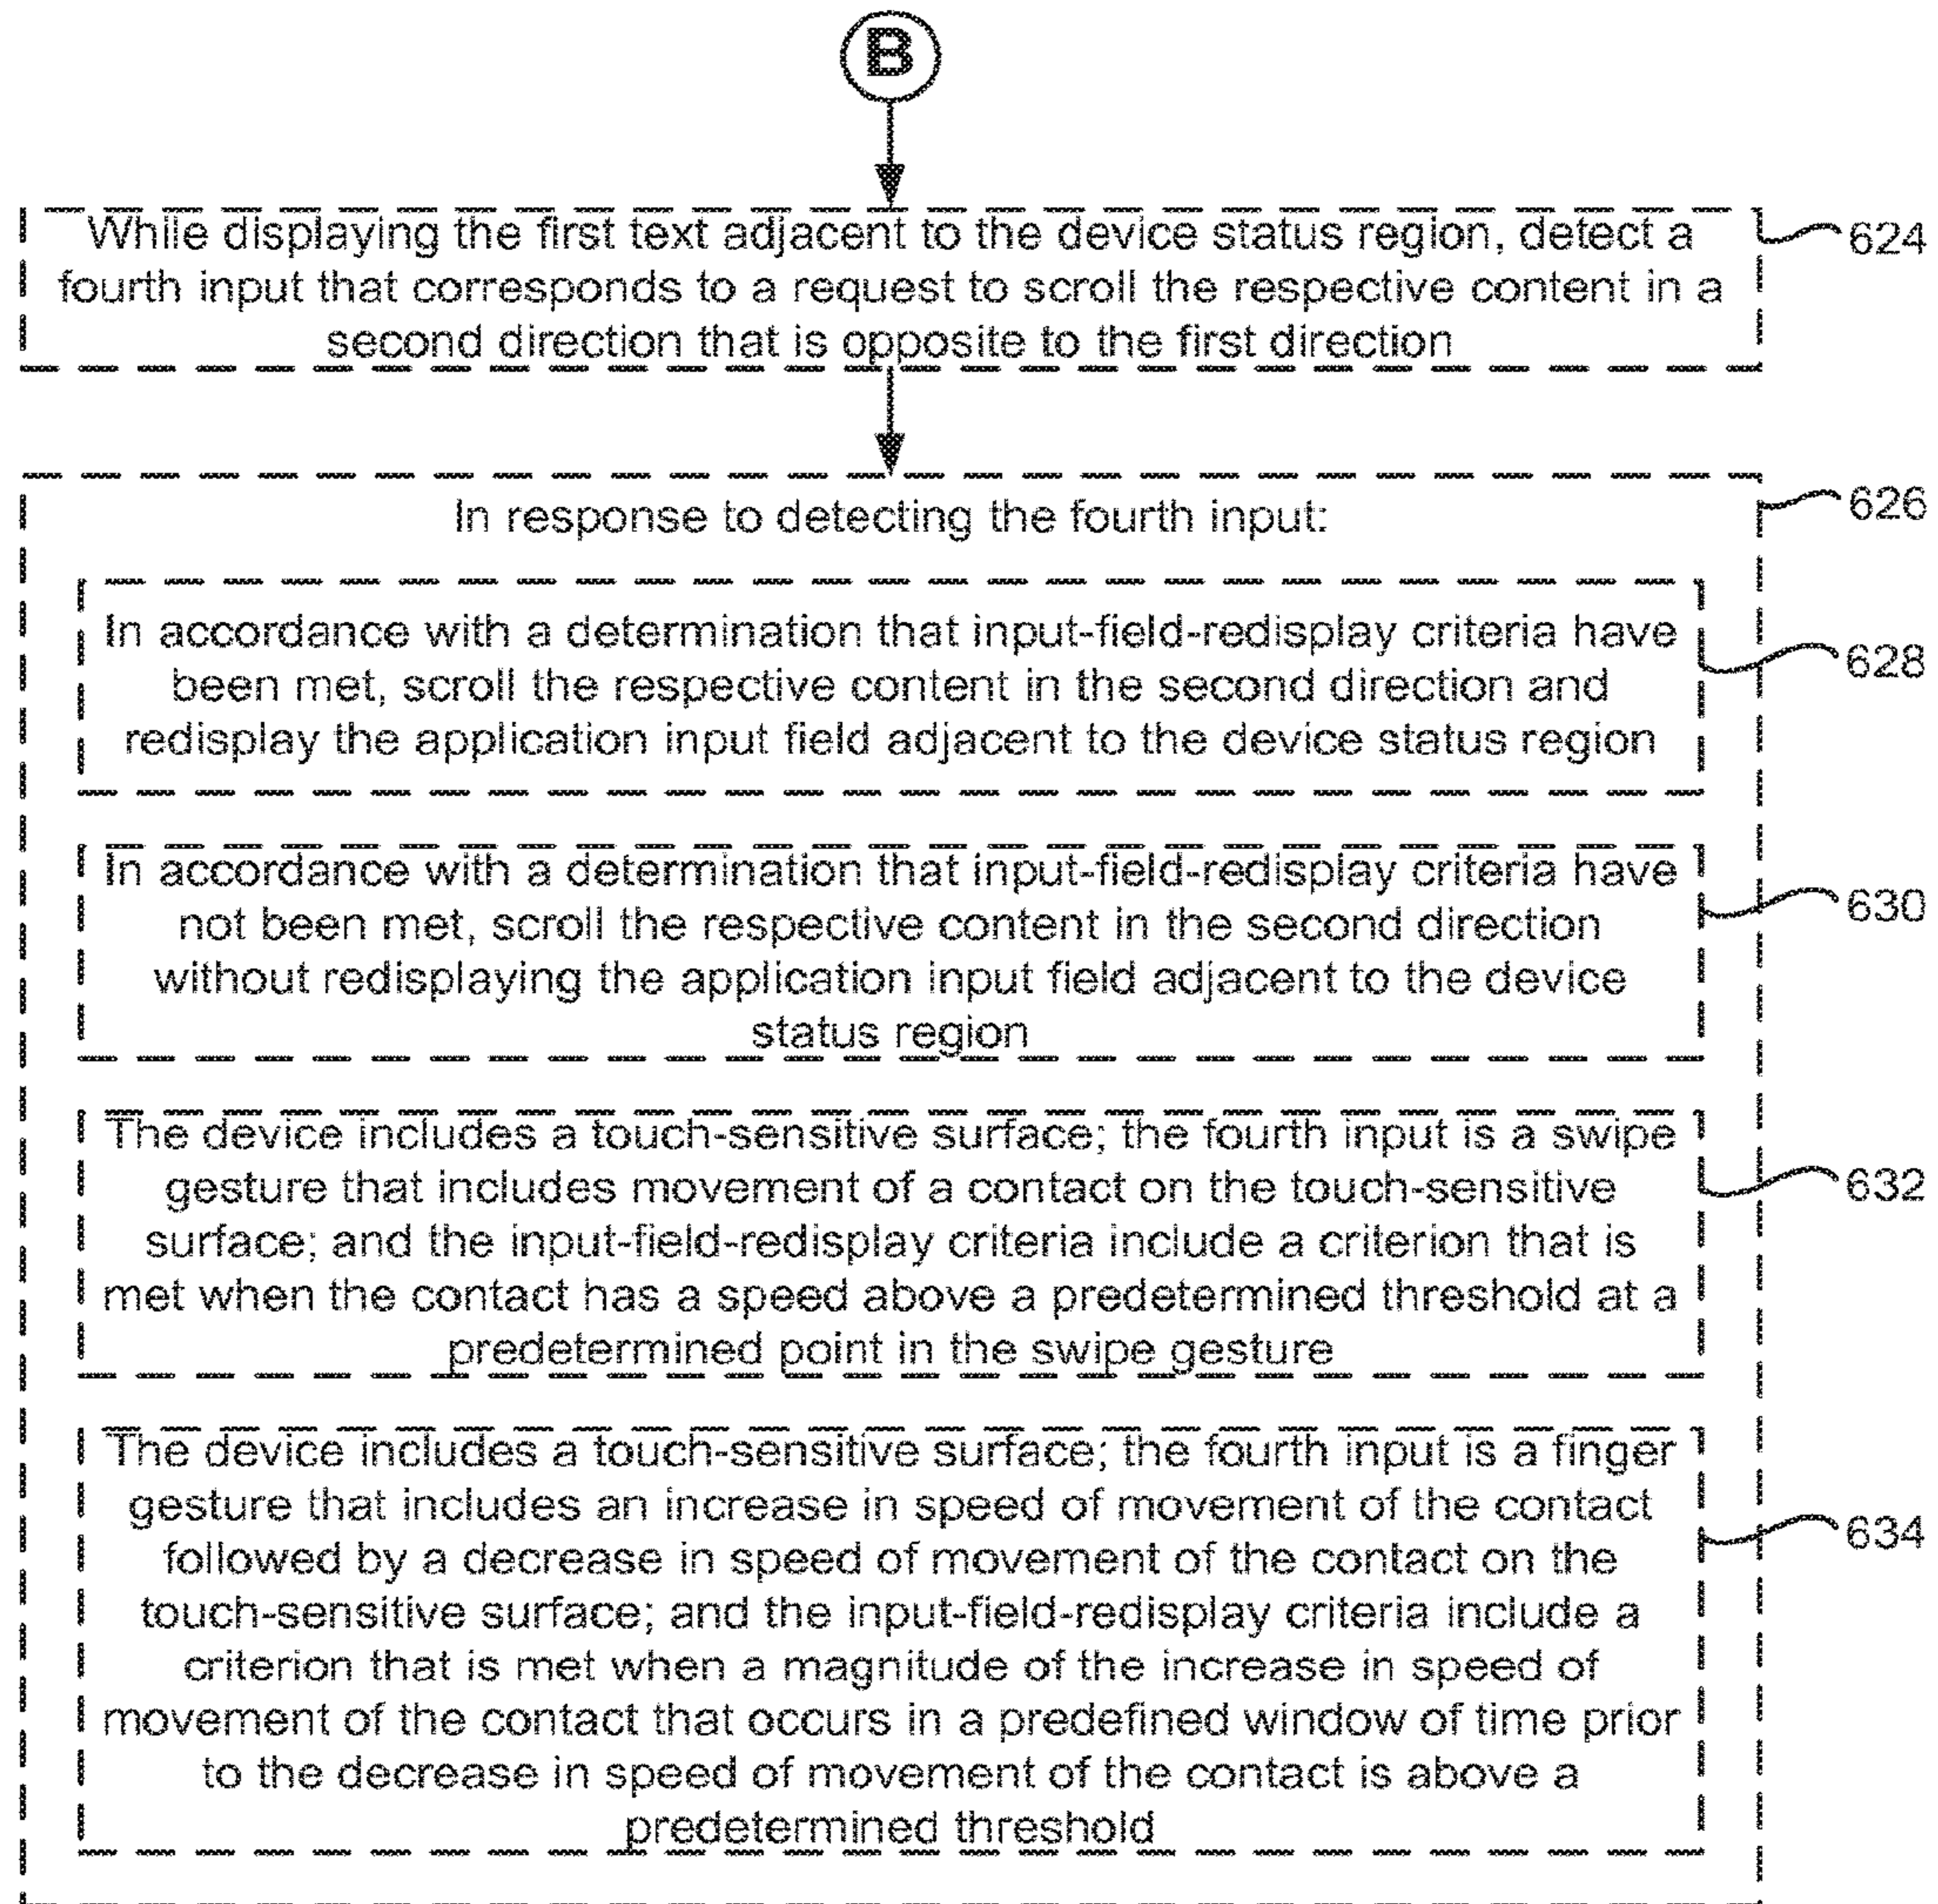 B
While displaying the first text adjacent to the device status region, detect a
fourth input that corresponds to a request to scroll the respective content in a
second direction that is opposite to the first direction
624
In response to detecting the fourth input:
626
In accordance with a determination that input-field-redisplay criteria have
been met, scroll the respective content in the second direction and
redisplay the application input field adjacent to the device status region
628
In accordance with a determination that input-field-redisplay criteria have
not been met, scroll the respective content in the second direction
without redisplaying the application input field adjacent to the device
status region
630
The device includes a touch-sensitive surface; the fourth input is a swipe
gesture that includes movement of a contact on the touch-sensitive
surface; and the input-field-redisplay criteria include a criterion that is
met when the contact has a speed above a predetermined threshold at a
predetermined point in the swipe gesture
632
The device includes a touch-sensitive surface; the fourth input is a finger
gesture that includes an increase in speed of movement of the contact
followed by a decrease in speed of movement of the contact on the
touch-sensitive surface; and the input-field-redisplay criteria include a
criterion that is met when a magnitude of the increase in speed of
movement of the contact that occurs in a predefined window of time prior
to the decrease in speed of movement of the contact is above a
predetermined threshold
634